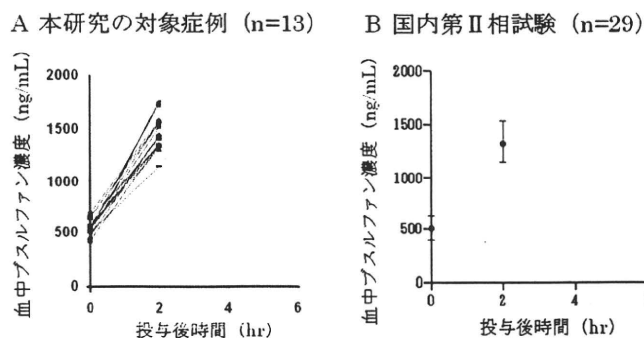 A 本研究の対象症例 (n=13)
血中ブスルファン濃度 (ng/mL)
2000
1500
1000
500
0
0 2 4 6
投与後時間 (hr)
B 国内第Ⅱ相試験 (n=29)
血中ブスルファン濃度 (ng/mL)
2000
1500
1000
500
0
0 2 4
投与後時間 (hr)